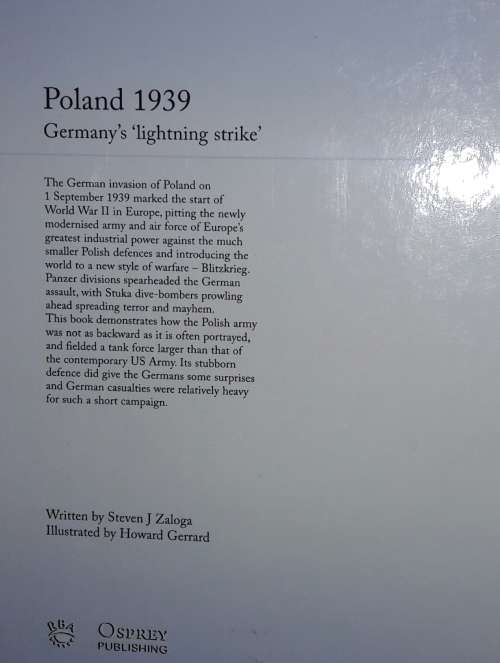 Poland 1939
Germany's 'lightning strike'
The German invasion of Poland on
1 September 1939 marked the start of
World War II in Europe, pitting the newly
modernised army and air force of Europe's
greatest industrial power against the much
smaller Polish defences and introducing the
world to a new style of warfare – Blitzkrieg.
Panzer divisions spearheaded the German
assault, with Stuka dive-bombers prowling
ahead spreading terror and mayhem.
This book demonstrates how the Polish army
was not as backward as it is often portrayed,
and fielded a tank force larger than that of
the contemporary US Army. Its stubborn
defence did give the Germans some surprises
and German casualties were relatively heavy
for such a short campaign.
Written by Steven J Zaloga
Illustrated by Howard Gerrard
RBA
OSPREY
PUBLISHING